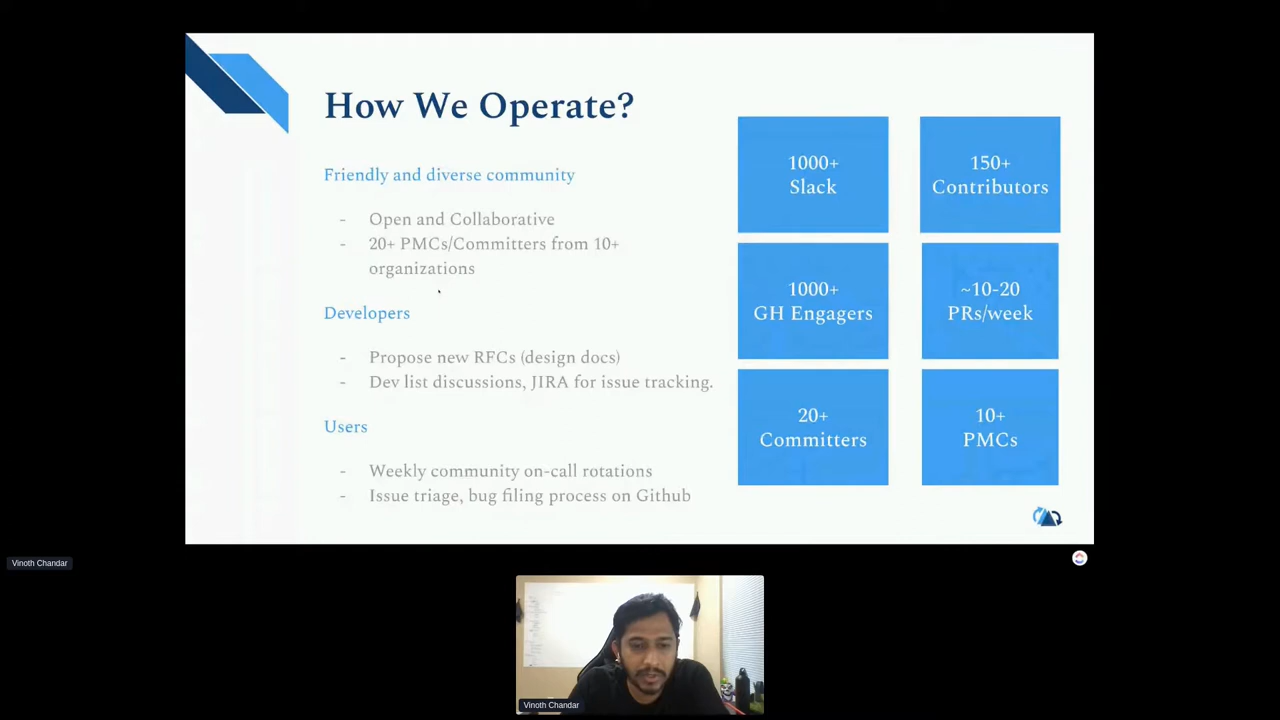 How We Operate?
Friendly and diverse community
- Open and Collaborative
- 20+ PMCs/Committers from 10+
organizations
Developers
- Propose new RFCs (design docs)
- Dev list discussions, JIRA for issue tracking.
Users
- Weekly community on-call rotations
- Issue triage, bug filing process on Github
1000+
Slack
150+
Contributors
1000+
GH Engagers
~10-20
PRs/week
20+
Committers
10+
PMCs
Vinoth Chandar
Vinoth Chandar